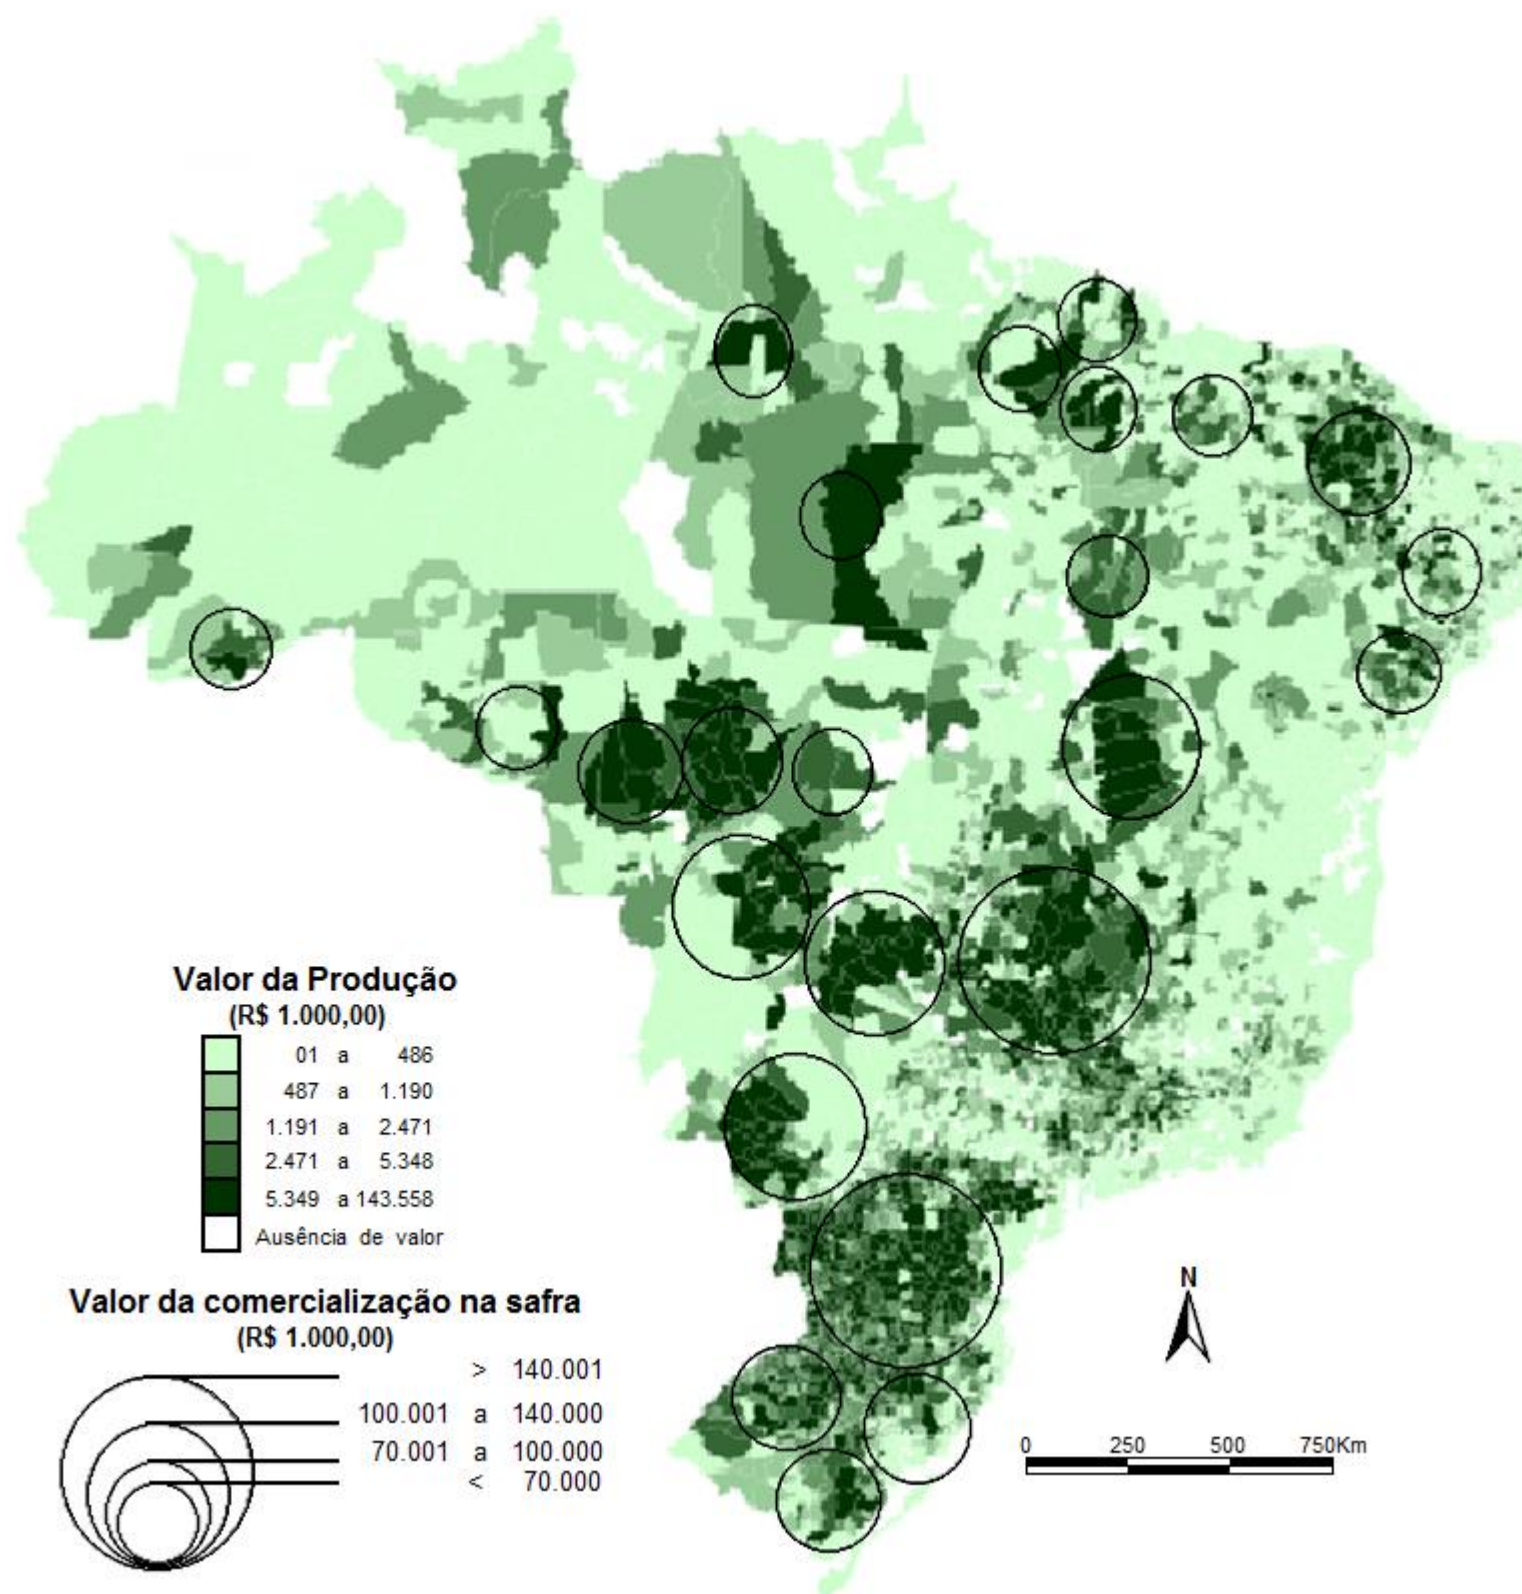 Valor da Produção
(R$ 1.000,00)
01 a 486
487 a 1.190
1.191 a 2.471
2.471 a 5.348
5.349 a 143.558
Ausência de valor
Valor da comercialização na safra
(R$ 1.000,00)
> 140.001
100.001 a 140.000
70.001 a 100.000
< 70.000
N
0 250 500 750Km